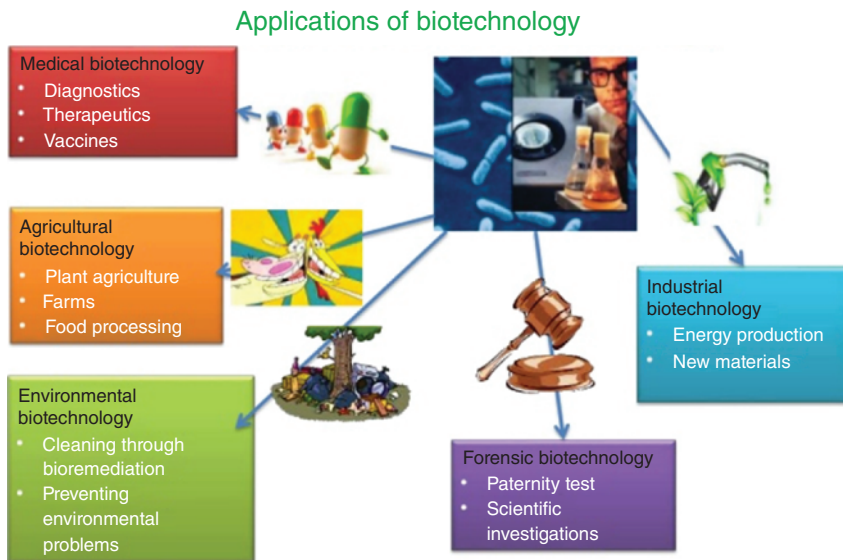 Applications of biotechnology
Medical biotechnology
• Diagnostics
• Therapeutics
• Vaccines
Agricultural
biotechnology
• Plant agriculture
• Farms
• Food processing
Environmental
biotechnology
• Cleaning through
bioremediation
• Preventing
environmental
problems
Forensic biotechnology
• Paternity test
• Scientific
investigations
Industrial
biotechnology
• Energy production
• New materials